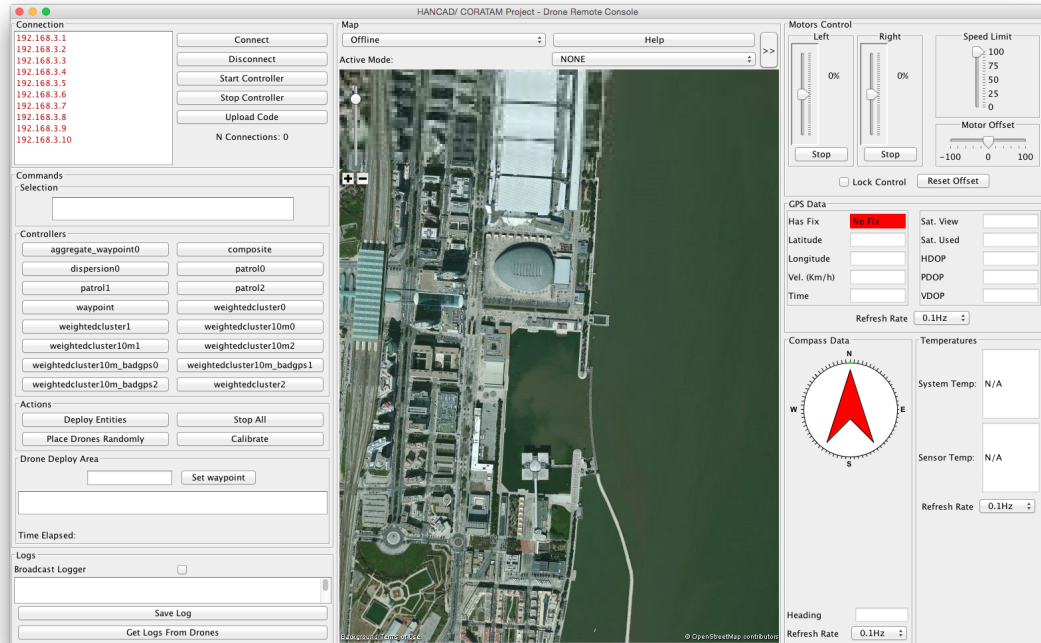 HANCAD/ CORATAM Project - Drone Remote Console
Connection
192.168.3.1
192.168.3.2
192.168.3.3
192.168.3.4
192.168.3.5
192.168.3.6
192.168.3.7
192.168.3.8
192.168.3.9
192.168.3.10
Connect
Disconnect
Start Controller
Stop Controller
Upload Code
N Connections: 0
Commands
Selection
Controllers
aggregate_waypoint0
composite
dispersion0
patrol0
patrol1
patrol2
waypoint
weightedcluster0
weightedcluster1
weightedcluster10m0
weightedcluster10m1
weightedcluster10m2
weightedcluster10m_badgps0
weightedcluster10m_badgps1
weightedcluster10m_badgps2
weightedcluster2
Actions
Deploy Entities
Stop All
Place Drones Randomly
Calibrate
Drone Deploy Area
Set waypoint
Time Elapsed:
Logs
Broadcast Logger
Save Log
Get Logs From Drones
Map
Offline
Help
>>
Active Mode:
NONE
Background Terms of Use
© OpenStreetMap contributors
Motors Control
Left
Right
Speed Limit
0%
0%
100
75
50
25
0
Stop
Stop
Motor Offset
-100 0 100
Lock Control
Reset Offset
GPS Data
Has Fix
No Fix
Latitude
Longitude
Vel. (Km/h)
Time
Sat. View
Sat. Used
HDOP
PDOP
VDOP
Refresh Rate
0.1Hz
Compass Data
N
W
E
S
Heading
Refresh Rate
0.1Hz
Temperatures
System Temp:
N/A
Sensor Temp:
N/A
Refresh Rate
0.1Hz